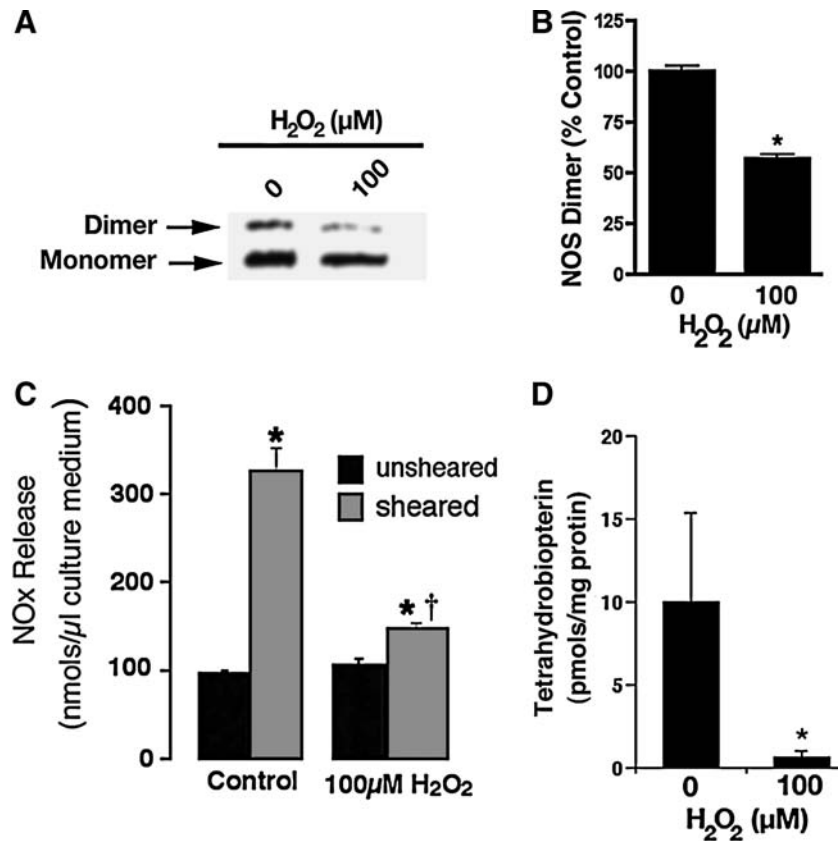 A
H2O2 (µM)
0
100
Dimer
Monomer
B
NOS Dimer (% Control)
125
100
75
50
25
0
*
0
100
H2O2 (µM)
C
NOx Release
(nmols/µl culture medium)
400
300
200
100
0
*
* †
unsheared
sheared
Control
100µM H2O2
D
Tetrahydrobiopterin
(pmols/mg protin)
20
15
10
5
0
*
0
100
H2O2 (µM)